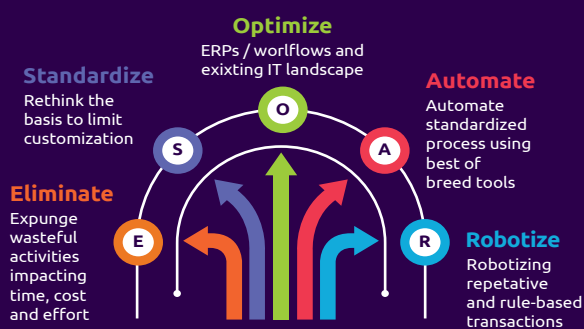 Optimize
ERPs / worlflows and
exixting IT landscape
Standardize
Rethink the
basis to limit
customization
Automate
Automate
standardized
process using
best of
breed tools
Eliminate
Expunge
wasteful
activities
impacting
time, cost
and effort
Robotize
Robotizing
repetative
and rule-based
transactions
E
S
O
A
R